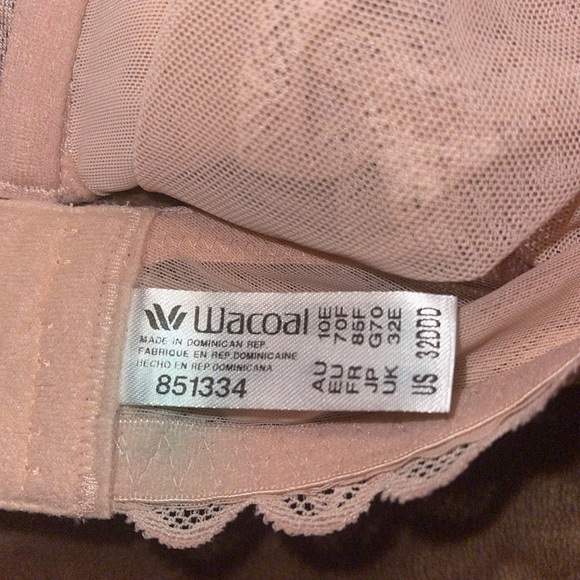 Wacoal
MADE IN DOMINICAN REP.
FABRIQUE EN REP.DOMINICAINE
HECHO EN REP.DOMINICANA
851334
AU 10E
EU 70F
FR 85F
JP G70
UK 32E
US 32DDD